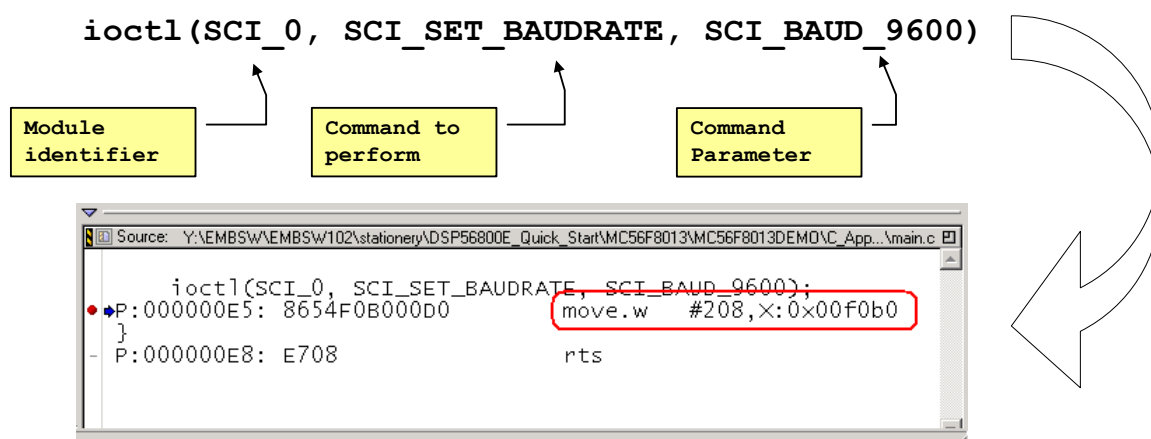 ioctl(SCI_0, SCI_SET_BAUDRATE, SCI_BAUD_9600)
Module
identifier
Command to
perform
Command
Parameter
Source: Y:\EMBSW\EMBSW102\stationery\DSP56800E_Quick_Start\MC56F8013\MC56F8013DEMO\C_App...\main.c
ioctl(SCI_0, SCI_SET_BAUDRATE, SCI_BAUD_9600);
P:000000E5: 8654F0B000D0 move.w #208,X:0x00f0b0
}
P:000000E8: E708 rts